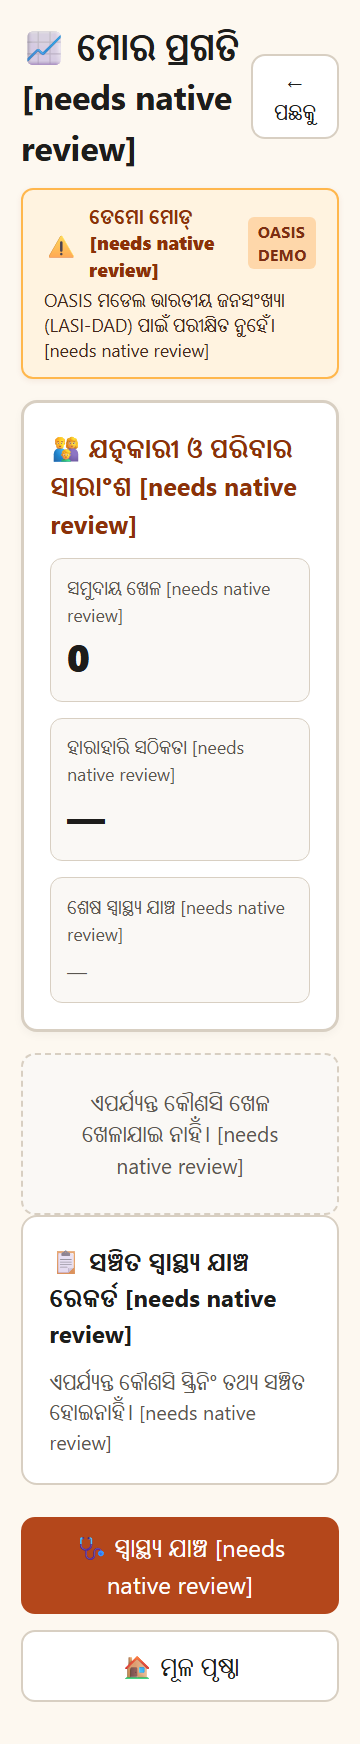 ମୋର ପ୍ରଗତି
[needs native
review]
←
ପଛକୁ
ଡେମୋ ମୋଡ୍
[needs native
review]
OASIS
DEMO
OASIS ମଡେଲ ଭାରତୀୟ ଜନସଂଖ୍ୟା
(LASI-DAD) ପାଇଁ ପରୀକ୍ଷିତ ନୁହେଁ।
[needs native review]
ଯତ୍ନକାରୀ ଓ ପରିବାର
ସାରାଂଶ [needs native
review]
ସମୁଦାୟ ଖେଳ [needs native
review]
0
ହାରାହାରି ସଠିକତା [needs
native review]
—
ଶେଷ ସ୍ୱାସ୍ଥ୍ୟ ଯାଞ୍ଚ [needs native
review]
—
ଏପର୍ଯ୍ୟନ୍ତ କୌଣସି ଖେଳ
ଖେଳାଯାଇ ନାହିଁ। [needs
native review]
ସଞ୍ଚିତ ସ୍ୱାସ୍ଥ୍ୟ ଯାଞ୍ଚ
ରେକର୍ଡ [needs native
review]
ଏପର୍ଯ୍ୟନ୍ତ କୌଣସି ସ୍କ୍ରିନିଂ ତଥ୍ୟ ସଞ୍ଚିତ
ହୋଇନାହିଁ। [needs native
review]
ସ୍ୱାସ୍ଥ୍ୟ ଯାଞ୍ଚ [needs
native review]
ମୂଳ ପୃଷ୍ଠା